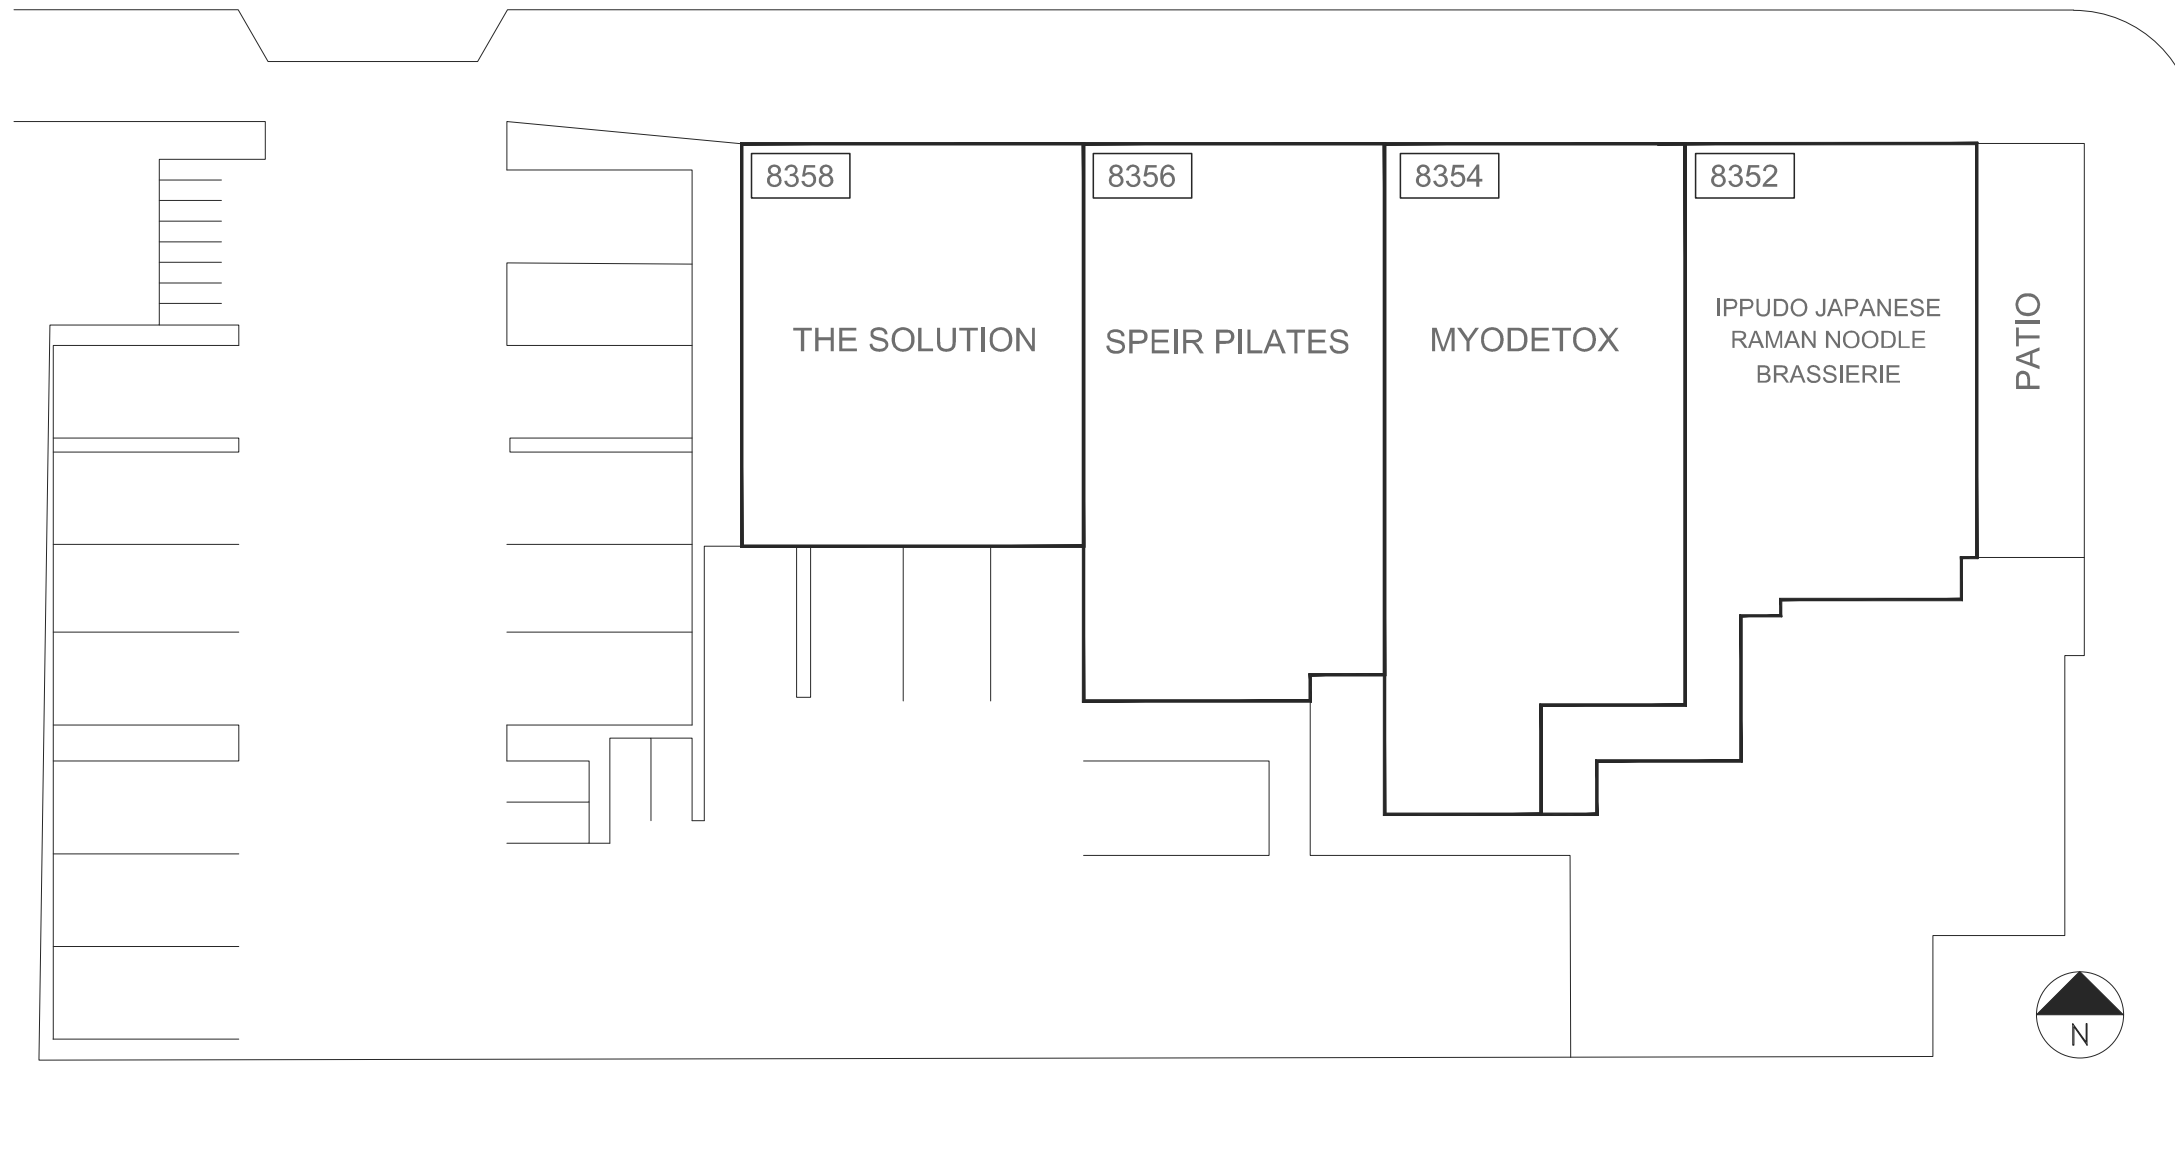 8358
8356
8354
8352
THE SOLUTION
SPEIR PILATES
MYODETOX
IPPUDO JAPANESE
RAMAN NOODLE
BRASSIERIE
PATIO
N